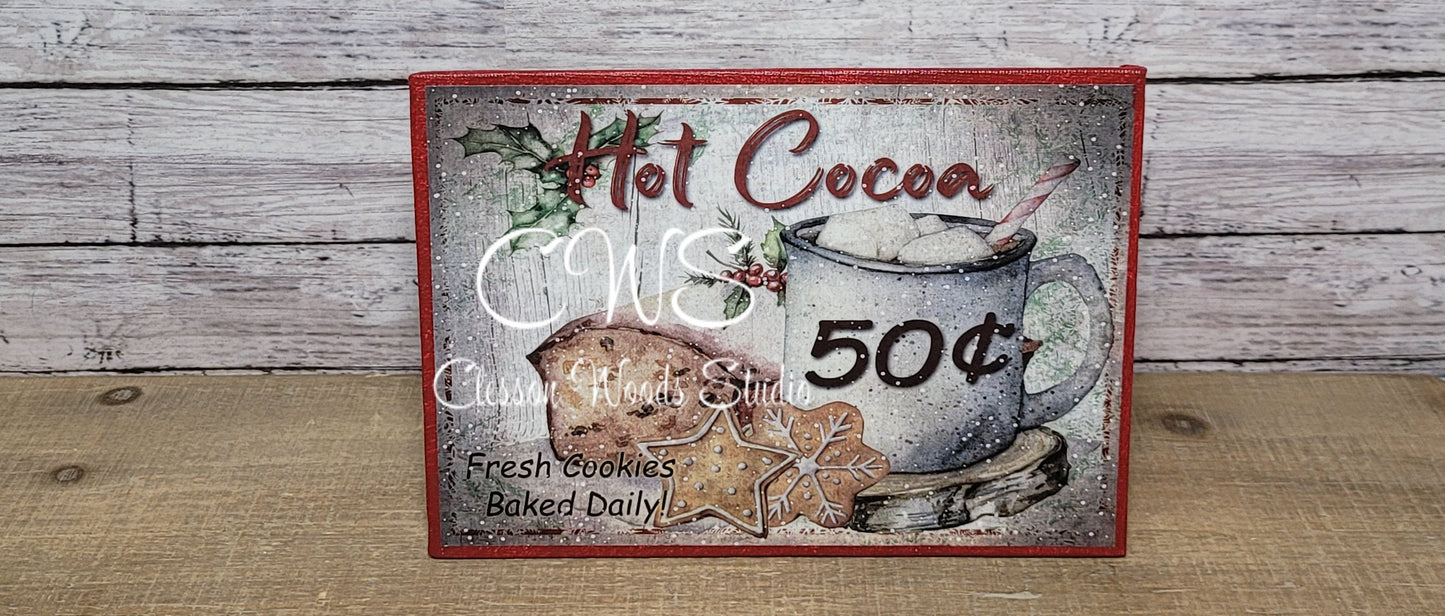 Hot Cocoa
CWS
50¢
Clesson Woods Studio
Fresh Cookies
Baked Daily!